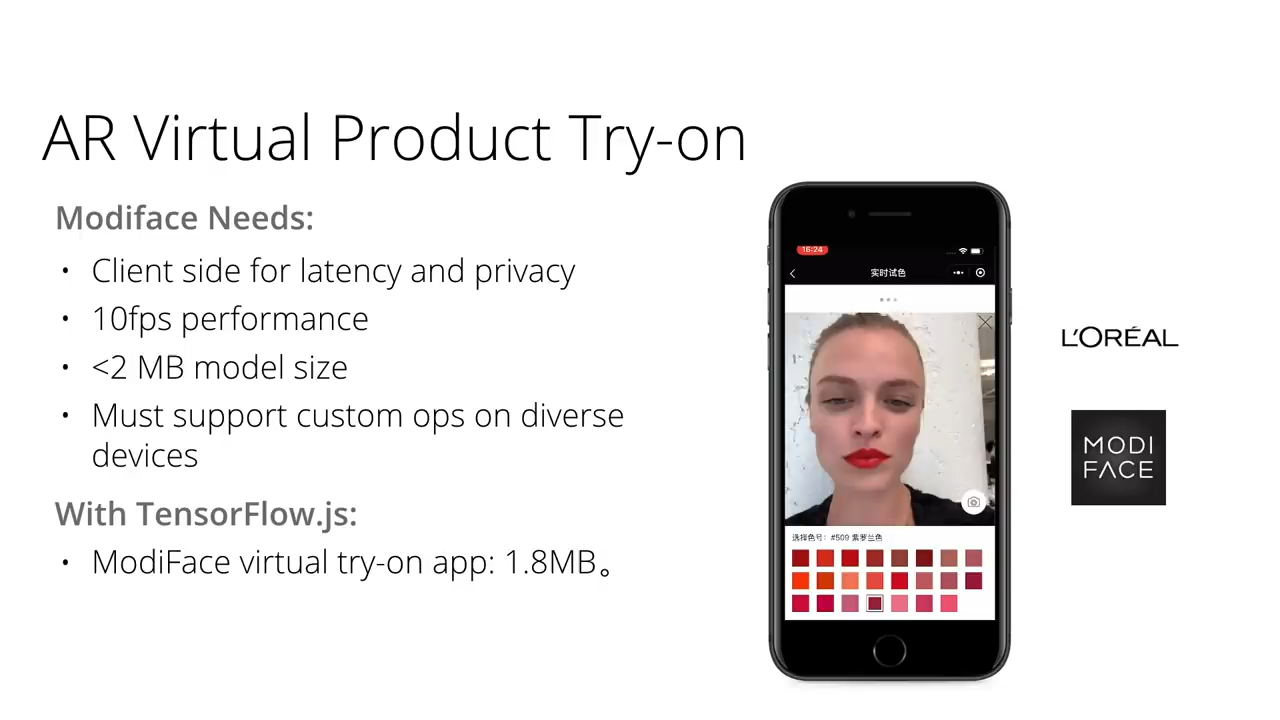 AR Virtual Product Try-on
Modiface Needs:
• Client side for latency and privacy
• 10fps performance
• <2 MB model size
• Must support custom ops on diverse
devices
With TensorFlow.js:
• ModiFace virtual try-on app: 1.8MB。
16:24
实时试色
选择色号: #509 紫罗兰色
L'ORÉAL
MODI
FACE